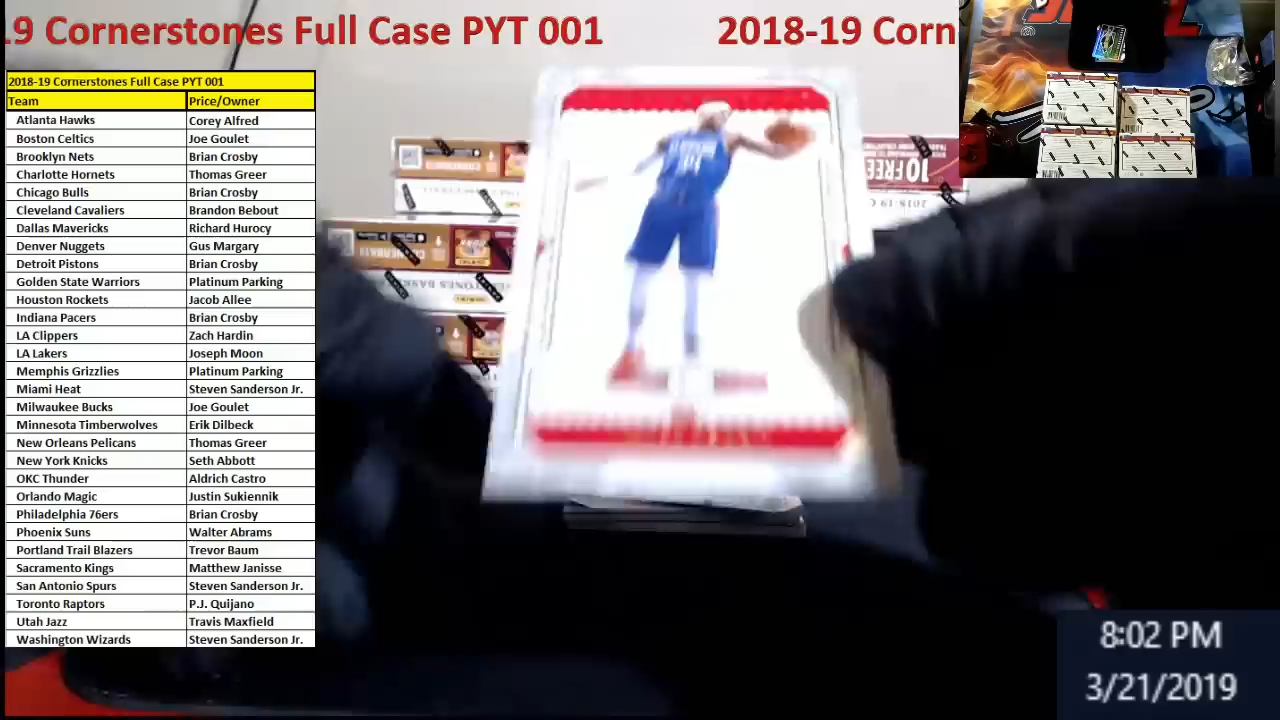 19 Cornerstones Full Case PYT 001 2018-19 Corn
2018-19 Cornerstones Full Case PYT 001
Team Price/Owner
Atlanta Hawks Corey Alfred
Boston Celtics Joe Goulet
Brooklyn Nets Brian Crosby
Charlotte Hornets Thomas Greer
Chicago Bulls Brian Crosby
Cleveland Cavaliers Brandon Bebout
Dallas Mavericks Richard Hurocy
Denver Nuggets Gus Margary
Detroit Pistons Brian Crosby
Golden State Warriors Platinum Parking
Houston Rockets Jacob Allee
Indiana Pacers Brian Crosby
LA Clippers Zach Hardin
LA Lakers Joseph Moon
Memphis Grizzlies Platinum Parking
Miami Heat Steven Sanderson Jr.
Milwaukee Bucks Joe Goulet
Minnesota Timberwolves Erik Dilbeck
New Orleans Pelicans Thomas Greer
New York Knicks Seth Abbott
OKC Thunder Aldrich Castro
Orlando Magic Justin Sukiennik
Philadelphia 76ers Brian Crosby
Phoenix Suns Walter Abrams
Portland Trail Blazers Trevor Baum
Sacramento Kings Matthew Janisse
San Antonio Spurs Steven Sanderson Jr.
Toronto Raptors P.J. Quijano
Utah Jazz Travis Maxfield
Washington Wizards Steven Sanderson Jr.
10 FREE
8:02 PM
3/21/2019